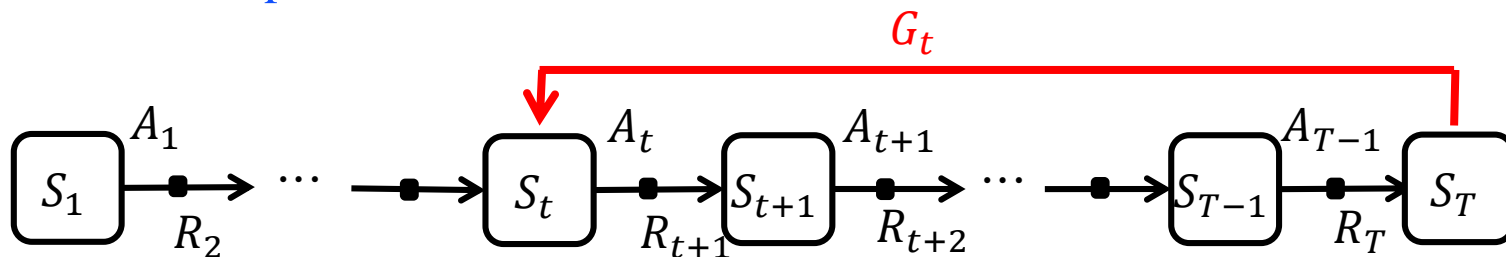 G_t
A_1 A_t A_{t+1} A_{T−1}
S_1 ⋯ S_t S_{t+1} ⋯ S_{T−1} S_T
R_2 R_{t+1} R_{t+2} R_T